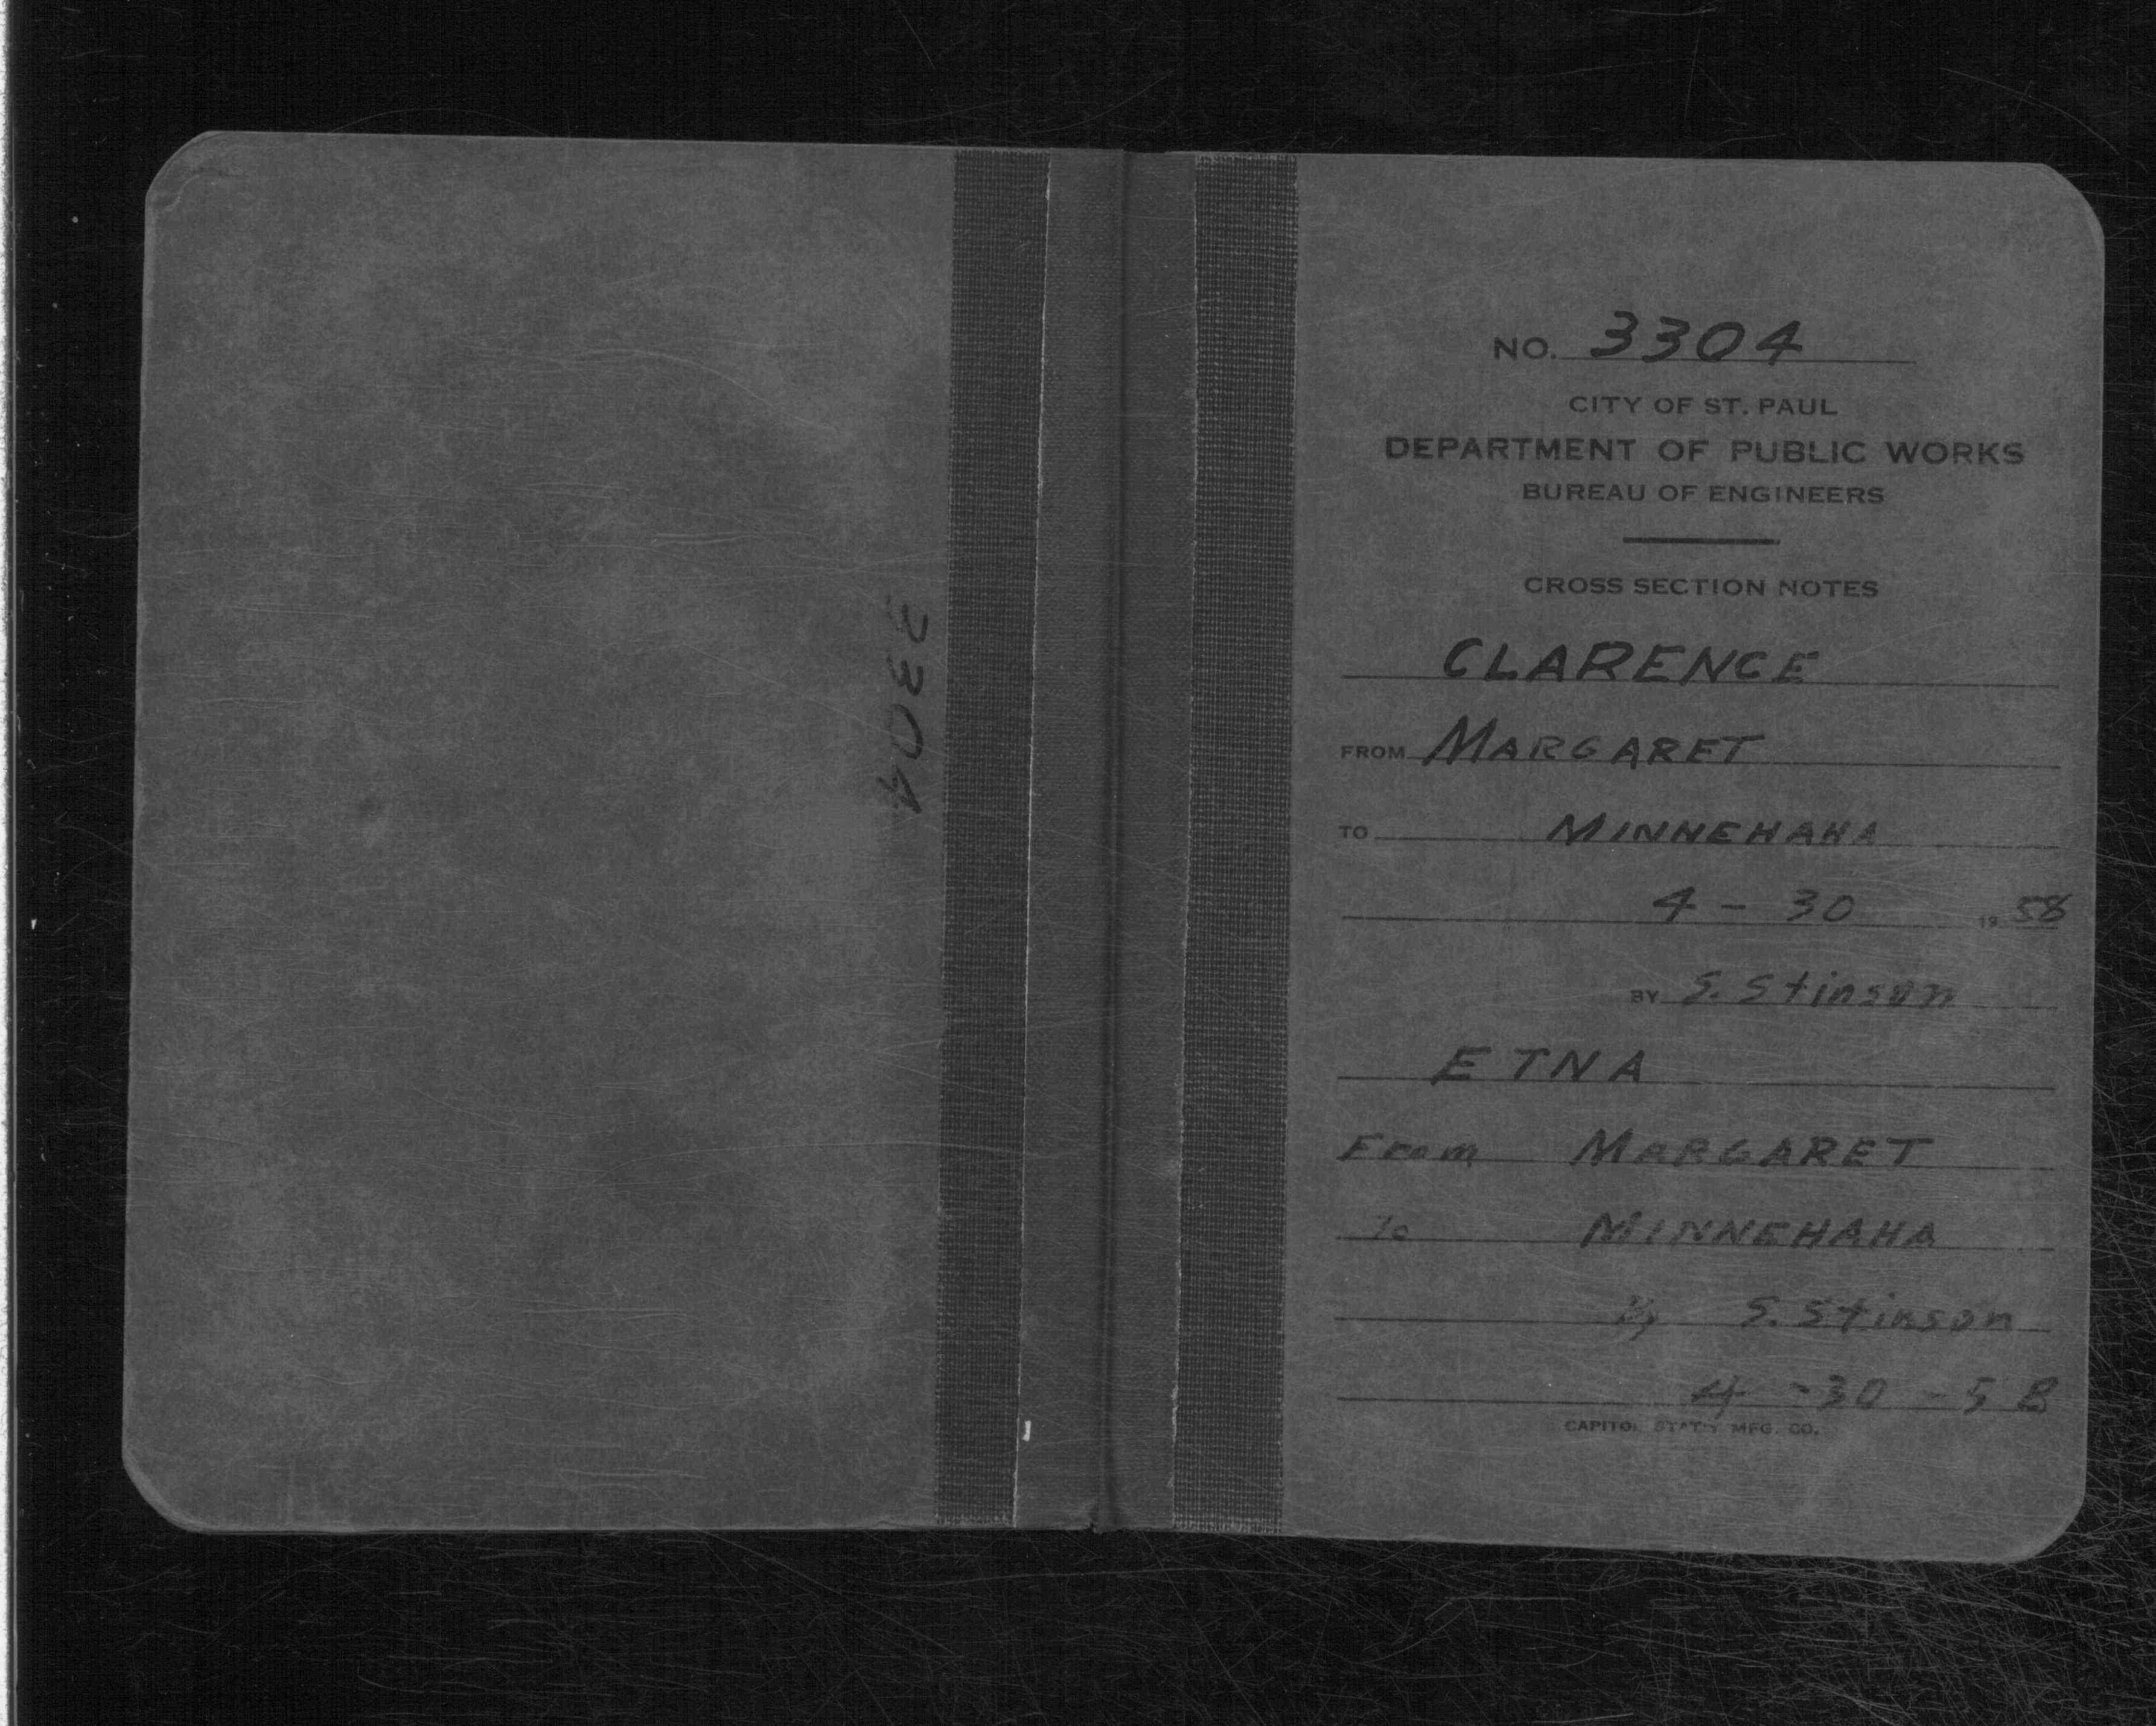 3304
NO. 3304
CITY OF ST. PAUL
DEPARTMENT OF PUBLIC WORKS
BUREAU OF ENGINEERS
CROSS SECTION NOTES
CLARENCE
FROM MARGARET
TO MINNEHAHA
4 - 30 19 58
BY S. Stinson
ETNA
From MARGARET
To MINNEHAHA
By S. Stinson
4 - 30 - 58
CAPITOL STAT'Y MFG. CO.